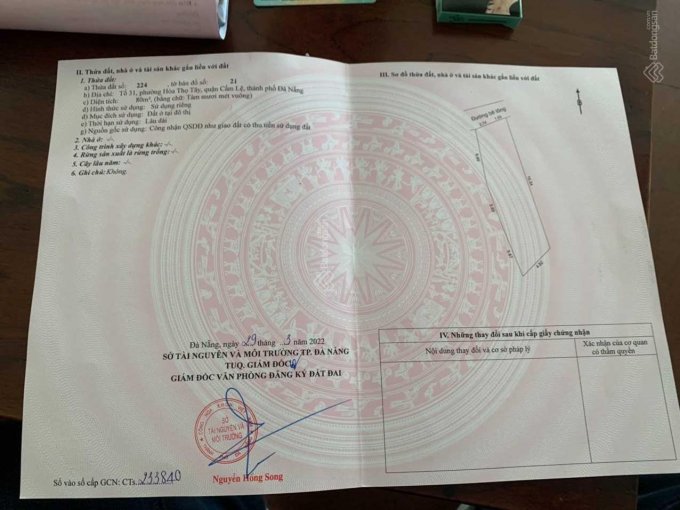 II. Thửa đất, nhà ở và tài sản khác gắn liền với đất
1. Thửa đất:
a) Thửa đất số: 224 , tờ bản đồ số: 21
b) Địa chỉ: Tổ 31, phường Hòa Thọ Tây, quận Cẩm Lệ, thành phố Đà Nẵng
c) Diện tích: 80m², (bằng chữ: Tám mươi mét vuông)
d) Hình thức sử dụng: Sử dụng riêng
đ) Mục đích sử dụng: Đất ở tại đô thị
e) Thời hạn sử dụng: Lâu dài
g) Nguồn gốc sử dụng: Công nhận QSDĐ như giao đất có thu tiền sử dụng đất
2. Nhà ở: -/-
3. Công trình xây dựng khác: -/-
4. Rừng sản xuất là rừng trồng: -/-
5. Cây lâu năm: -/-
6. Ghi chú: Không.
Đà Nẵng, ngày 29 tháng 3 năm 2022
SỞ TÀI NGUYÊN VÀ MÔI TRƯỜNG TP. ĐÀ NẴNG
TUQ. GIÁM ĐỐC
GIÁM ĐỐC VĂN PHÒNG ĐĂNG KÝ ĐẤT ĐAI
SỞ
TÀI NGUYÊN VÀ
MÔI TRƯỜNG
Nguyễn Hồng Song
Số vào sổ cấp GCN: CTs 233840
III. Sơ đồ thửa đất, nhà ở và tài sản khác gắn liền với đất
Đường bê tông
IV. Những thay đổi sau khi cấp giấy chứng nhận
Nội dung thay đổi và cơ sở pháp lý
Xác nhận của cơ quan
có thẩm quyền
Batdongsan
.com.vn